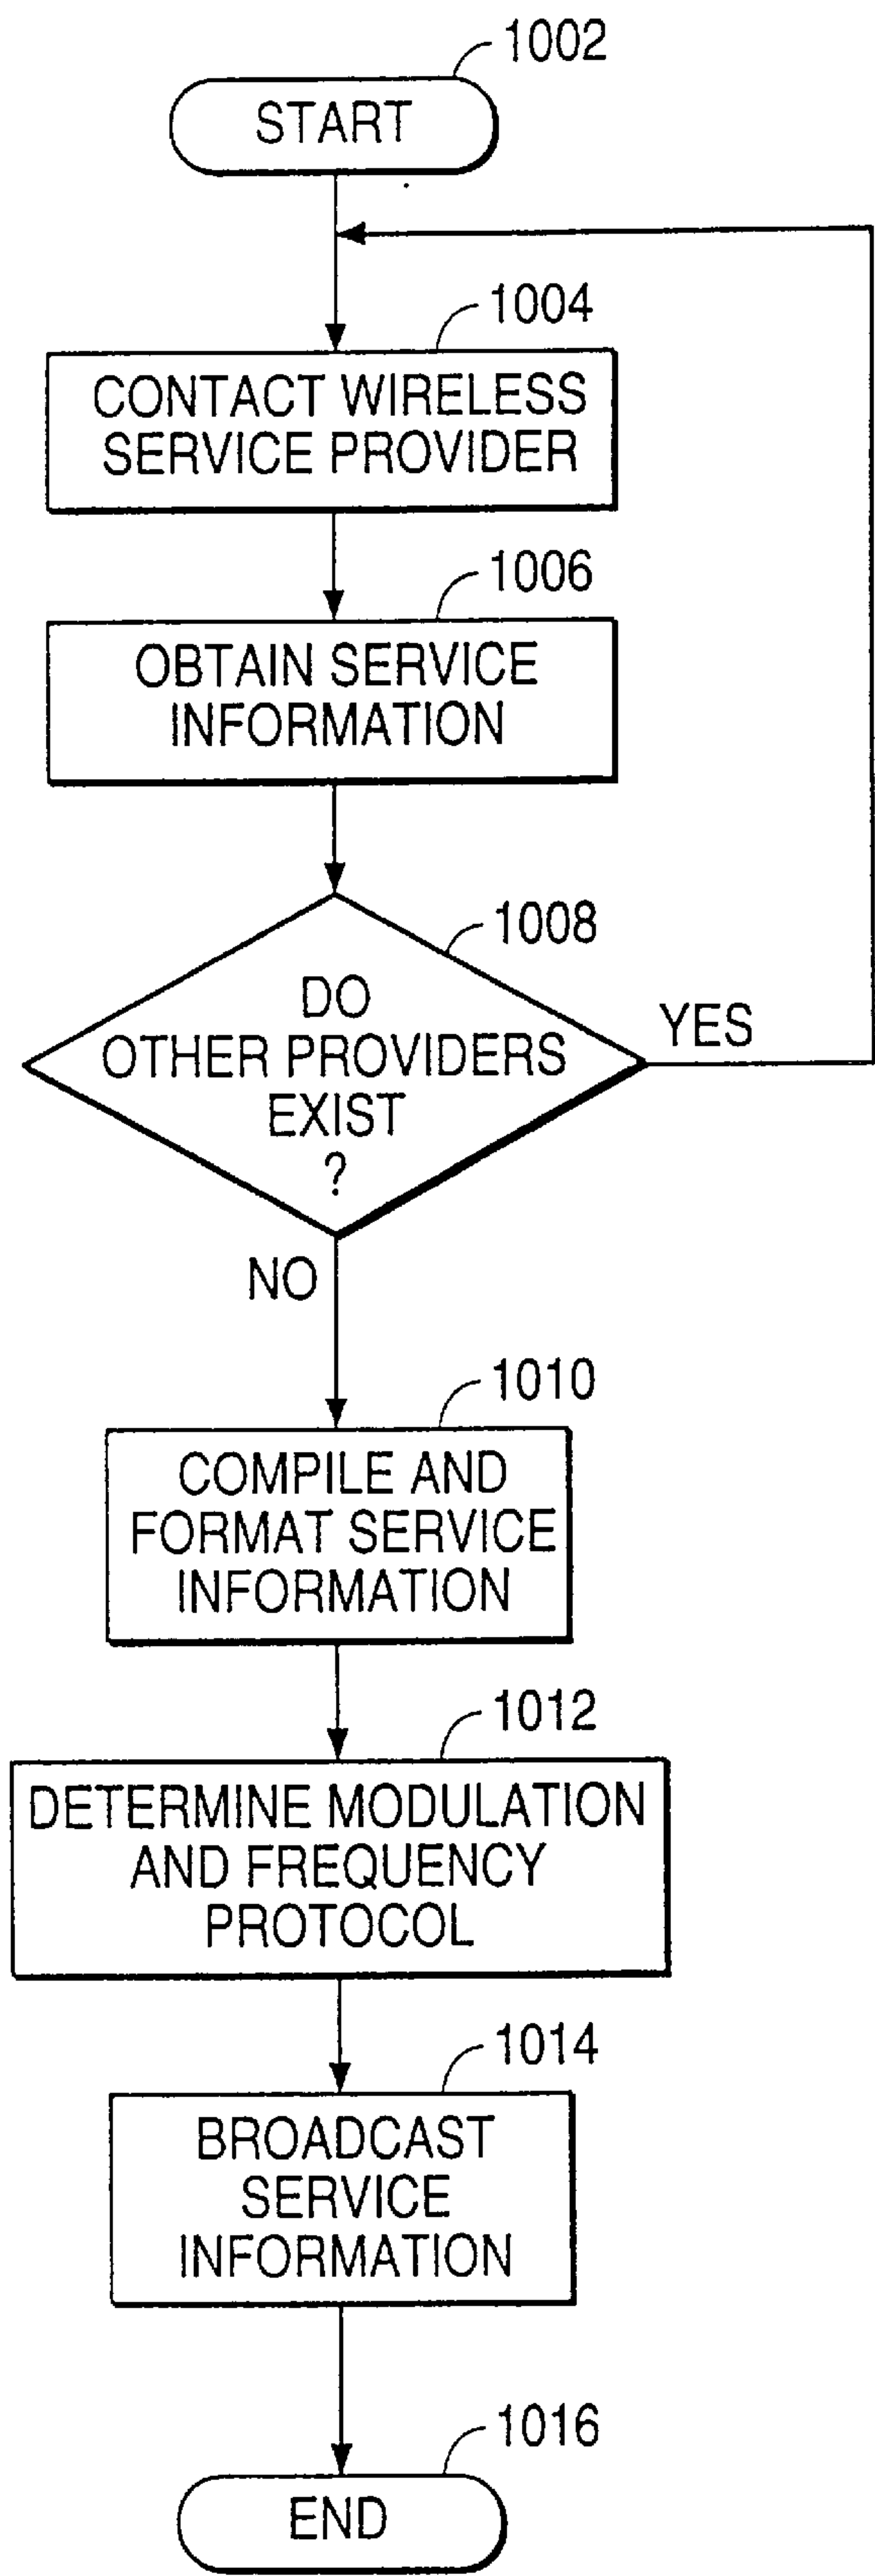 1002
START
1004
CONTACT WIRELESS
SERVICE PROVIDER
1006
OBTAIN SERVICE
INFORMATION
1008
DO
OTHER PROVIDERS
EXIST
?
YES
NO
1010
COMPILE AND
FORMAT SERVICE
INFORMATION
1012
DETERMINE MODULATION
AND FREQUENCY
PROTOCOL
1014
BROADCAST
SERVICE
INFORMATION
1016
END